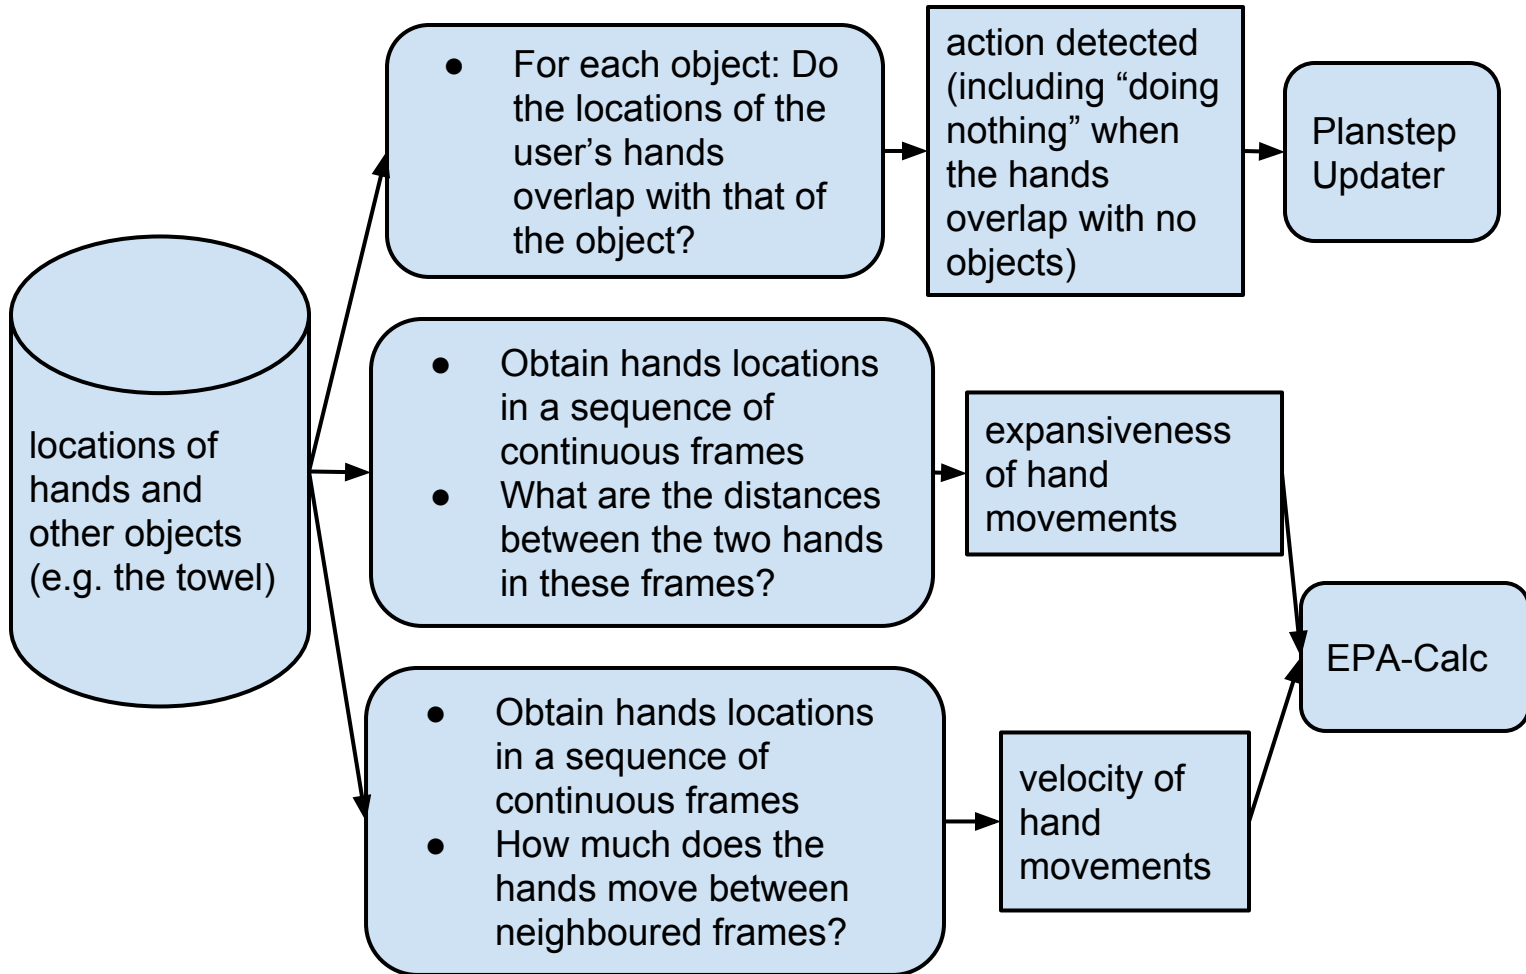 ● For each object: Do
the locations of the
user’s hands
overlap with that of
the object?
action detected
(including “doing
nothing” when
the hands
overlap with no
objects)
Planstep
Updater
locations of
hands and
other objects
(e.g. the towel)
● Obtain hands locations
in a sequence of
continuous frames
● What are the distances
between the two hands
in these frames?
expansiveness
of hand
movements
EPA-Calc
● Obtain hands locations
in a sequence of
continuous frames
● How much does the
hands move between
neighboured frames?
velocity of
hand
movements